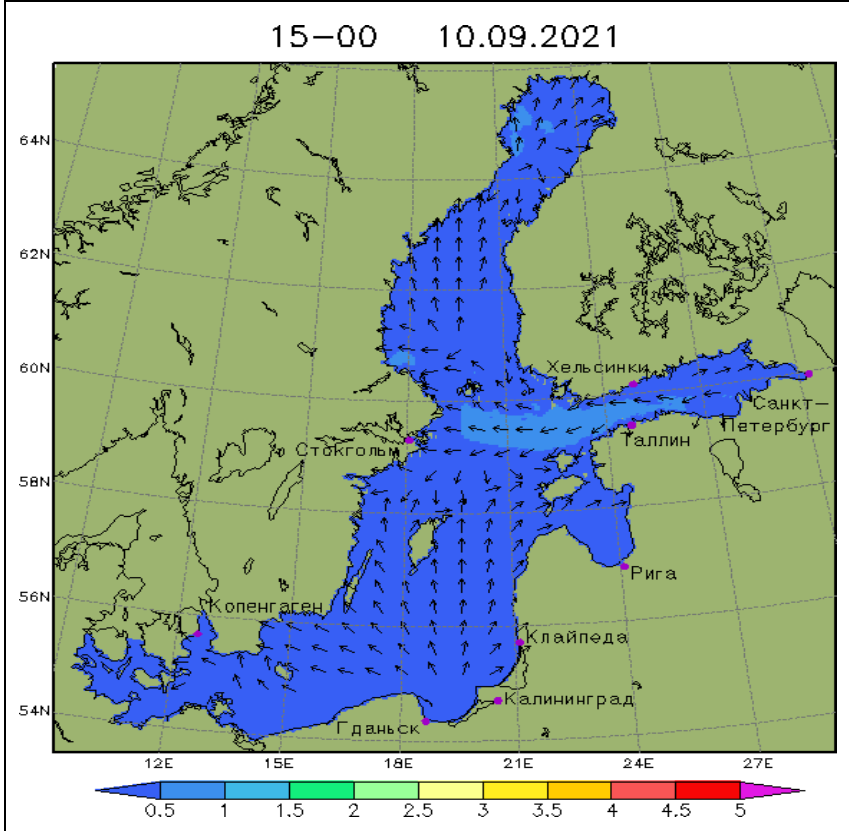 15-00 10.09.2021
64N
62N
60N
Хельсинки
Санкт-
Петербург
Таллин
Стокгольм
58N
Рига
56N
Копенгаген
Клайпеда
Калининград
54N
Гданьск
12E 15E 18E 21E 24E 27E
0.5 1 1.5 2 2.5 3 3.5 4 4.5 5